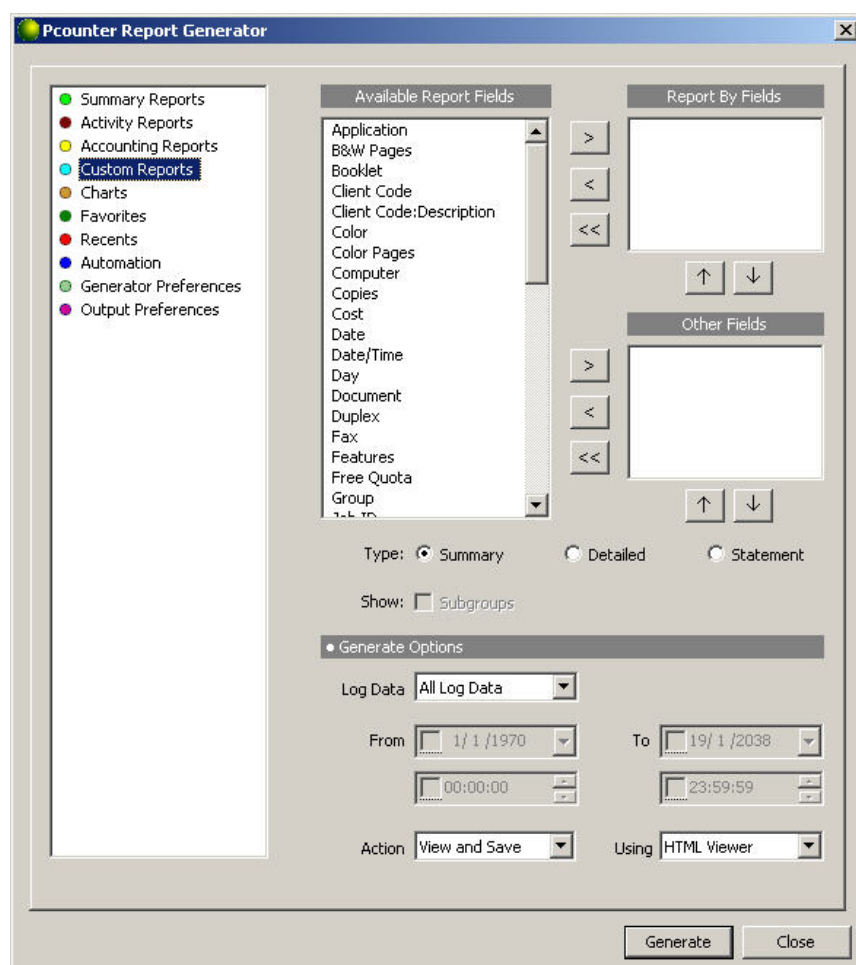 Pcounter Report Generator
Summary Reports
Activity Reports
Accounting Reports
Custom Reports
Charts
Favorites
Recents
Automation
Generator Preferences
Output Preferences
Available Report Fields
Application
B&W Pages
Booklet
Client Code
Client Code:Description
Color
Color Pages
Computer
Copies
Cost
Date
Date/Time
Day
Document
Duplex
Fax
Features
Free Quota
Group
Job ID
>
<
<<
Report By Fields
↑ ↓
Other Fields
>
<
<<
↑ ↓
Type: Summary Detailed Statement
Show: Subgroups
Generate Options
Log Data All Log Data
From 1/ 1 /1970 To 19/ 1 /2038
00:00:00 23:59:59
Action View and Save Using HTML Viewer
Generate Close